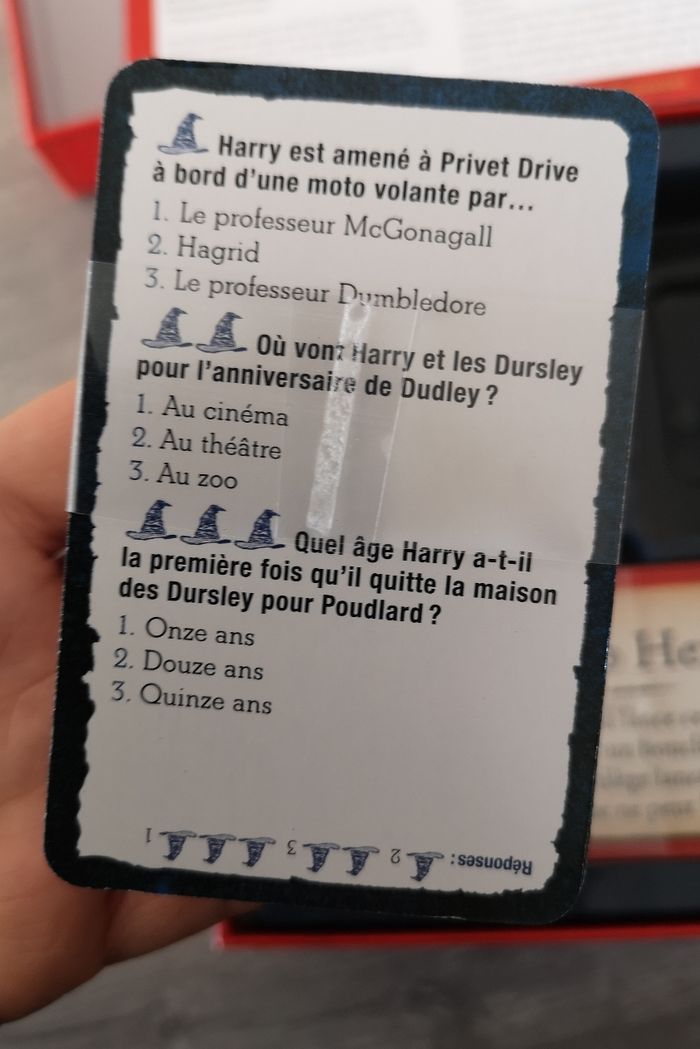 Harry est amené à Privet Drive
à bord d'une moto volante par...
1. Le professeur McGonagall
2. Hagrid
3. Le professeur Dumbledore
Où vont Harry et les Dursley
pour l'anniversaire de Dudley ?
1. Au cinéma
2. Au théâtre
3. Au zoo
Quel âge Harry a-t-il
la première fois qu'il quitte la maison
des Dursley pour Poudlard ?
1. Onze ans
2. Douze ans
3. Quinze ans
Réponses : 2 3 1
He